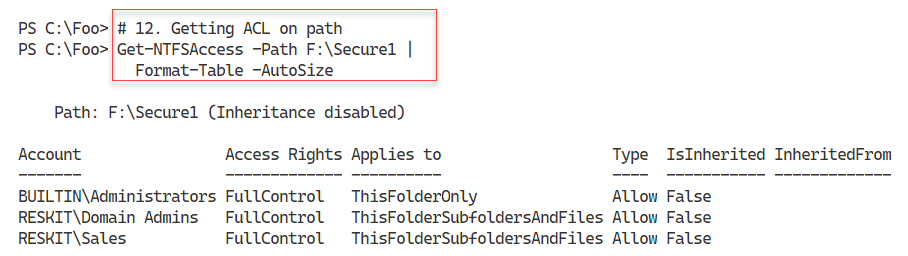 PS C:\Foo> # 12. Getting ACL on path
PS C:\Foo> Get-NTFSAccess -Path F:\Secure1 |
  Format-Table -AutoSize
    Path: F:\Secure1 (Inheritance disabled)
Account                Access Rights Applies to                   Type  IsInherited InheritedFrom
-------                ------------- ----------                   ----  ----------- -------------
BUILTIN\Administrators FullControl   ThisFolderOnly               Allow False
RESKIT\Domain Admins   FullControl   ThisFolderSubfoldersAndFiles Allow False
RESKIT\Sales           FullControl   ThisFolderSubfoldersAndFiles Allow False